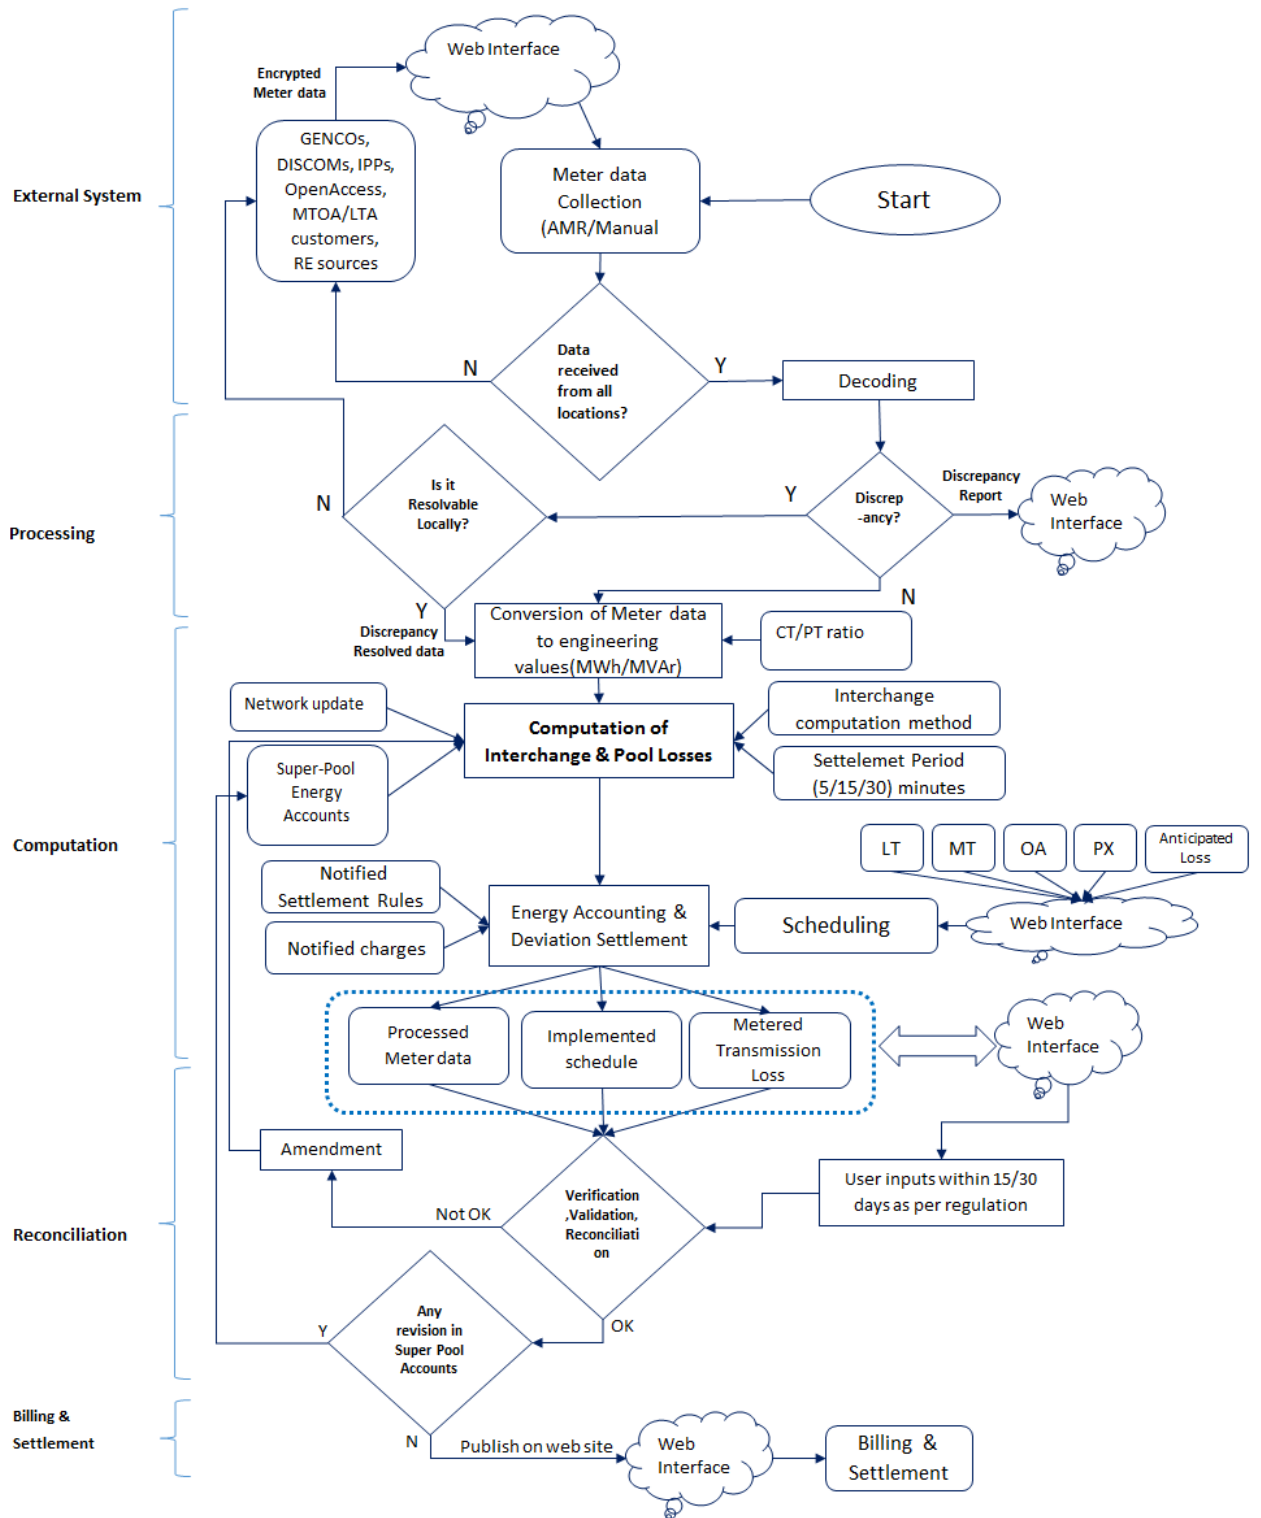 Web Interface
Encrypted
Meter data
GENCOs,
DISCOMs, IPPs,
OpenAccess,
MTOA/LTA
customers,
RE sources
Meter data
Collection
(AMR/Manual
Start
External System
Data
received
from all
locations?
N
Y
Decoding
Is it
Resolvable
Locally?
N
Y
Discrep
-ancy?
Discrepancy
Report
Web
Interface
Processing
N
Y
Discrepancy
Resolved data
Conversion of Meter data
to engineering
values(MWh/MVAr)
CT/PT ratio
Network update
Computation of
Interchange & Pool Losses
Interchange
computation method
Settelemet Period
(5/15/30) minutes
Super-Pool
Energy
Accounts
Computation
LT
MT
OA
PX
Anticipated
Loss
Notified
Settlement Rules
Notified charges
Energy Accounting &
Deviation Settlement
Scheduling
Web Interface
Processed
Meter data
Implemented
schedule
Metered
Transmission
Loss
Web
Interface
Amendment
User inputs within 15/30
days as per regulation
Verification
,Validation,
Reconciliati
on
Not OK
OK
Reconciliation
Any
revision in
Super Pool
Accounts
Y
N
Billing &
Settlement
Publish on web site
Web
Interface
Billing &
Settlement